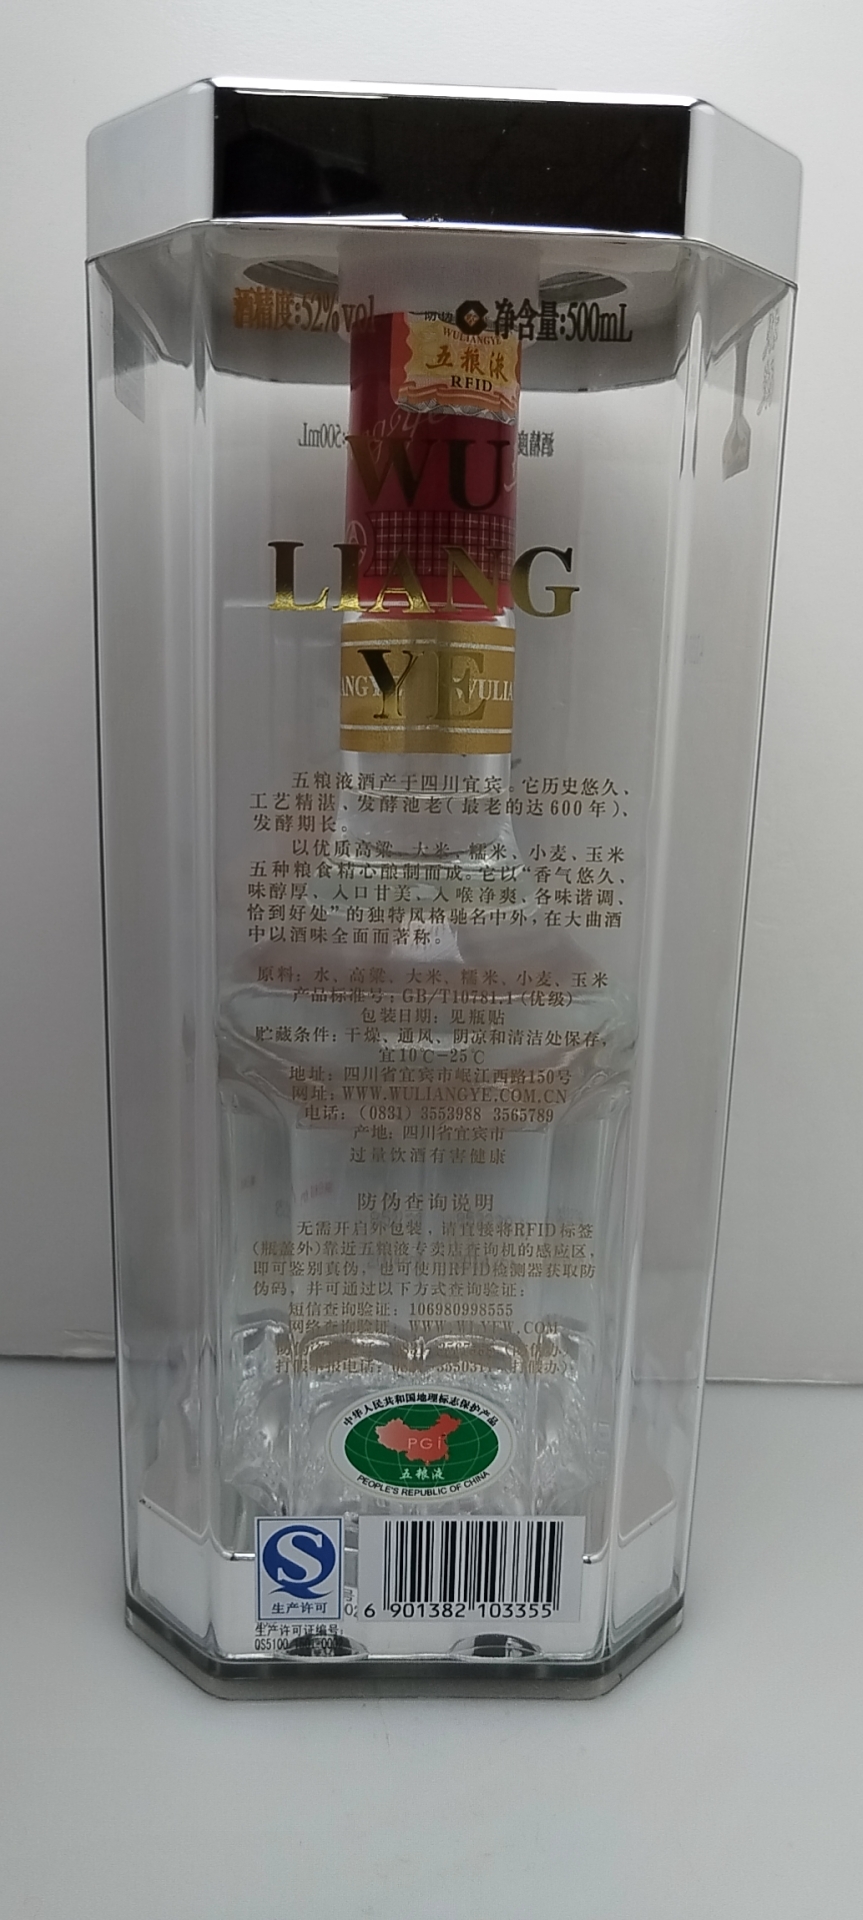 酒精度:52%vol 净含量:500mL
防伪
WULIANGYE
五粮液
RFID
WU
LIANG
YE
五粮液酒产于四川宜宾。它历史悠久、
工艺精湛、发酵池老(最老的达600年)、
发酵期长。
以优质高粱、大米、糯米、小麦、玉米
五种粮食精心酿制而成。它以“香气悠久、
味醇厚、入口甘美、入喉净爽、各味谐调、
恰到好处”的独特风格驰名中外,在大曲酒
中以酒味全面而著称。
原料: 水、高粱、大米、糯米、小麦、玉米
产品标准号: GB/T10781.1(优级)
包装日期: 见瓶贴
贮藏条件: 干燥、通风、阴凉和清洁处保存,
宜10℃-25℃
地址: 四川省宜宾市岷江西路150号
网址: WWW.WULIANGYE.COM.CN
电话: (0831) 3553988 3565789
产地: 四川省宜宾市
过量饮酒有害健康
防伪查询说明
无需开启外包装,请直接将RFID标签
(瓶盖外)靠近五粮液专卖店查询机的感应区,
即可鉴别真伪,也可使用RFID检测器获取防
伪码,并可通过以下方式查询验证:
短信查询验证: 106980998555
网络查询验证: WWW.WLYFW.COM
打假举报电话:
中华人民共和国地理标志保护产品
PGI
五粮液
PEOPLE'S REPUBLIC OF CHINA
生产许可
6 901382 103355
生产许可证编号: